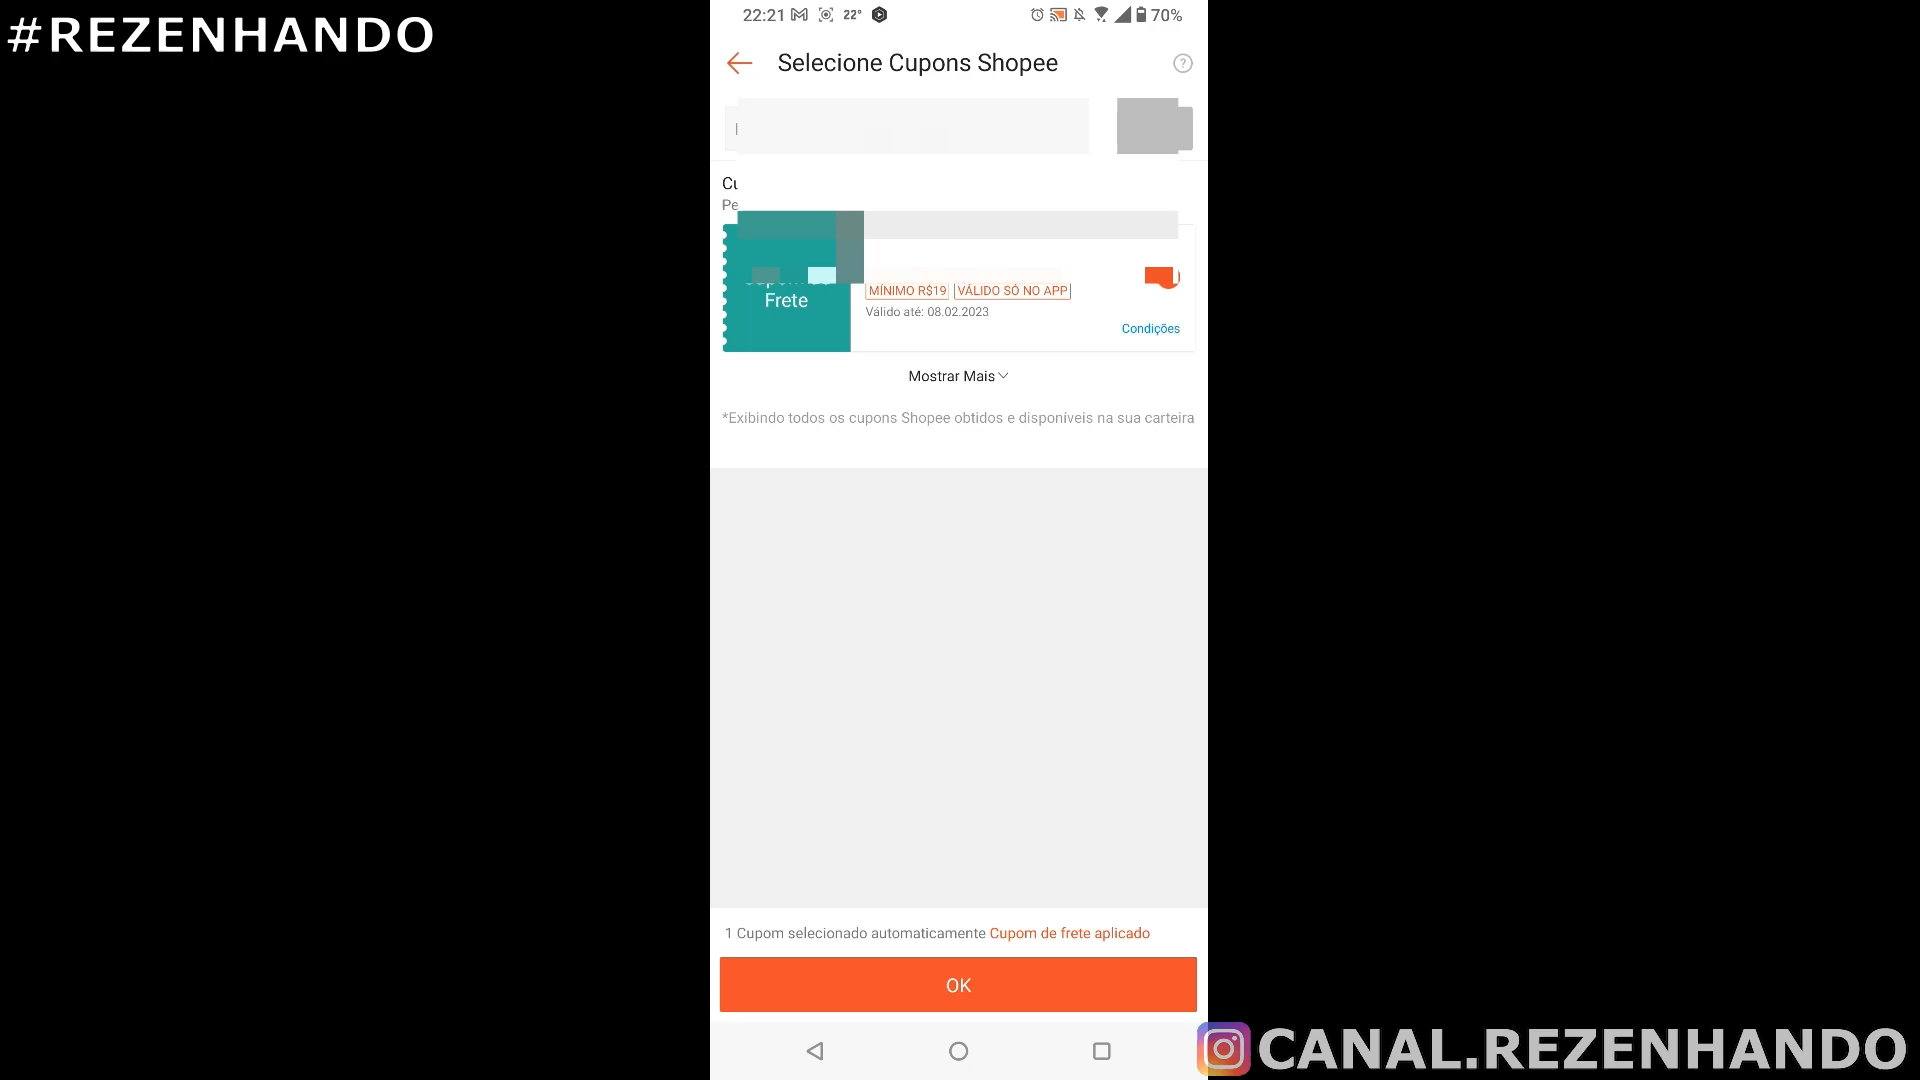 #REZENHANDO
22:21 22° 70%
Selecione Cupons Shopee
Frete
MÍNIMO R$19 VÁLIDO SÓ NO APP
Válido até: 08.02.2023
Condições
Mostrar Mais
*Exibindo todos os cupons Shopee obtidos e disponíveis na sua carteira
1 Cupom selecionado automaticamente Cupom de frete aplicado
OK
CANAL.REZENHANDO